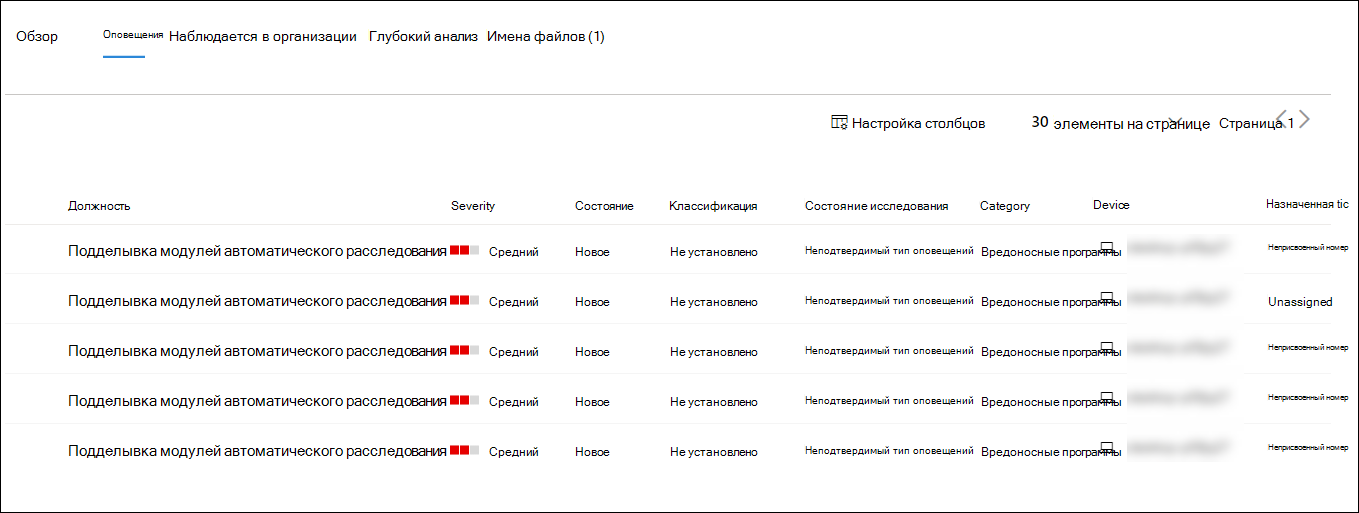 Обзор Оповещения Наблюдается в организации Глубокий анализ Имена файлов (1)
Настройка столбцов 30 элементы на странице Страница 1
Должность Severity Состояние Классификация Состояние исследования Category Device Назначенная tic
Подделывка модулей автоматического расследования Средний Новое Не установлено Неподтвердимый тип оповещений Вредоносные программы Неприсвоенный номер
Подделывка модулей автоматического расследования Средний Новое Не установлено Неподтвердимый тип оповещений Вредоносные программы Unassigned
Подделывка модулей автоматического расследования Средний Новое Не установлено Неподтвердимый тип оповещений Вредоносные программы Неприсвоенный номер
Подделывка модулей автоматического расследования Средний Новое Не установлено Неподтвердимый тип оповещений Вредоносные программы Неприсвоенный номер
Подделывка модулей автоматического расследования Средний Новое Не установлено Неподтвердимый тип оповещений Вредоносные программы Неприсвоенный номер